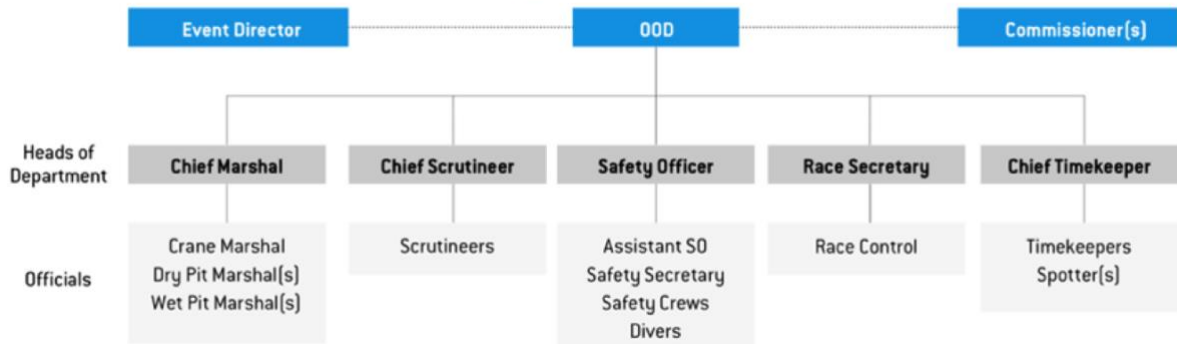 Event Director
OOD
Commissioner(s)
Heads of
Department
Chief Marshal
Chief Scrutineer
Safety Officer
Race Secretary
Chief Timekeeper
Officials
Crane Marshal
Dry Pit Marshal(s)
Wet Pit Marshal(s)
Scrutineers
Assistant SO
Safety Secretary
Safety Crews
Divers
Race Control
Timekeepers
Spotter(s)